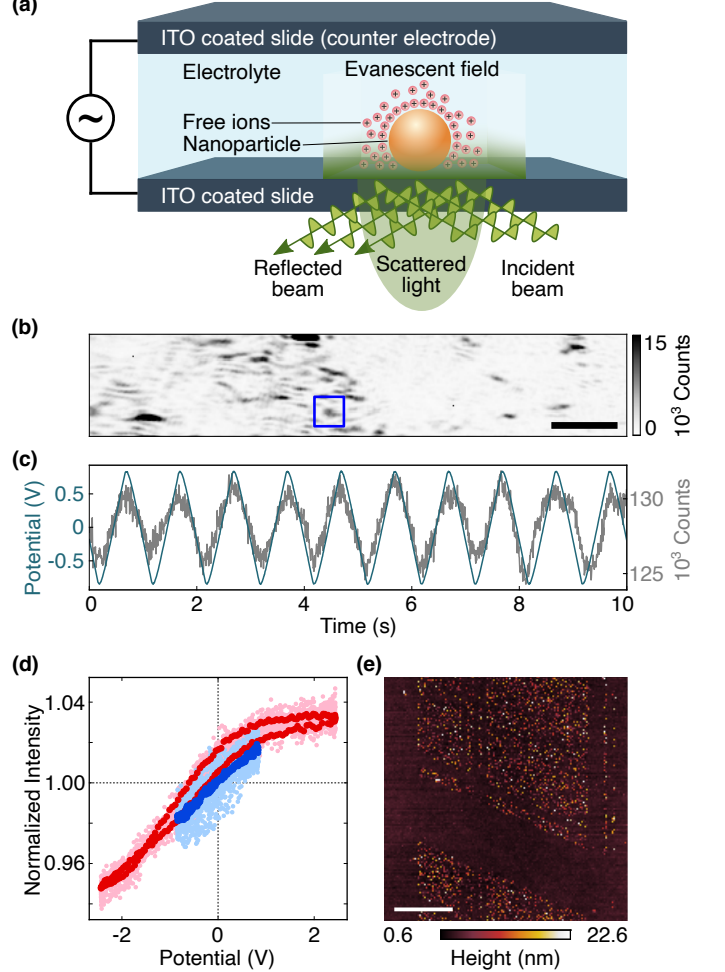 (a)
ITO coated slide (counter electrode)
Electrolyte
Evanescent field
Free ions
Nanoparticle
~
ITO coated slide
Reflected beam
Scattered light
Incident beam
(b)
15
0
10³ Counts
(c)
Potential (V)
0.5
0
-0.5
130
125
10³ Counts
0 2 4 6 8 10
Time (s)
(d)
Normalized Intensity
1.04
1.00
0.96
-2 0 2
Potential (V)
(e)
0.6 22.6
Height (nm)